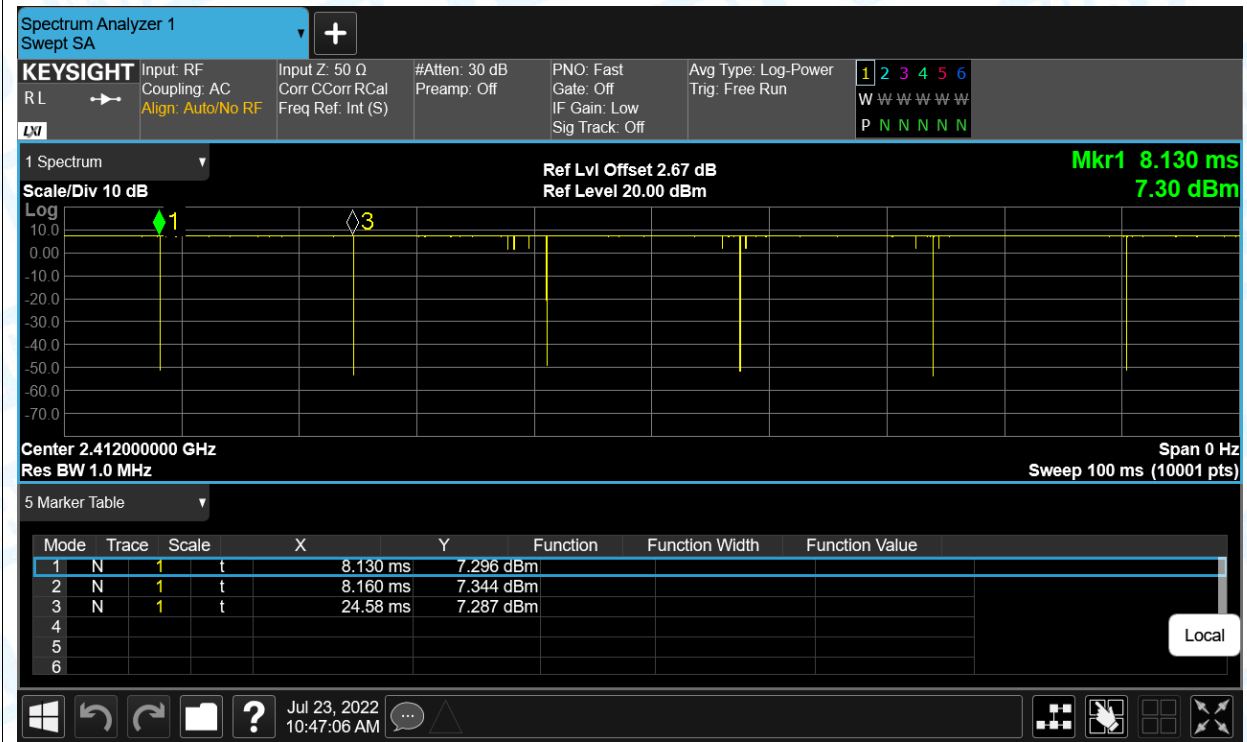 Spectrum Analyzer 1
Swept SA
+
KEYSIGHT Input: RF Input Z: 50 Ω #Atten: 30 dB PNO: Fast Avg Type: Log-Power 1 2 3 4 5 6
R L Coupling: AC Corr CCorr RCal Preamp: Off Gate: Off Trig: Free Run W W W W W W
Align: Auto/No RF Freq Ref: Int (S) IF Gain: Low P N N N N N
LXI Sig Track: Off
1 Spectrum Ref Lvl Offset 2.67 dB Mkr1 8.130 ms
Scale/Div 10 dB Ref Level 20.00 dBm 7.30 dBm
Log
1 3
10.0
0.00
-10.0
-20.0
-30.0
-40.0
-50.0
-60.0
-70.0
Center 2.412000000 GHz Span 0 Hz
Res BW 1.0 MHz Sweep 100 ms (10001 pts)
5 Marker Table
Mode Trace Scale X Y Function Function Width Function Value
1 N 1 t 8.130 ms 7.296 dBm
2 N 1 t 8.160 ms 7.344 dBm
3 N 1 t 24.58 ms 7.287 dBm
4
5
6
Local
? Jul 23, 2022
10:47:06 AM